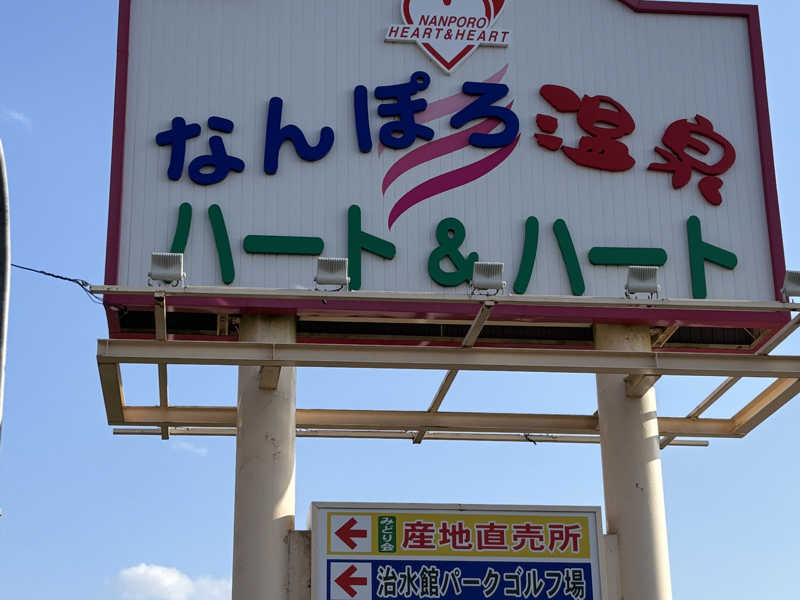 NANPORO
HEART&HEART
なんぽろ温泉
ハート&ハート
みどり会 産地直売所
治水館パークゴルフ場